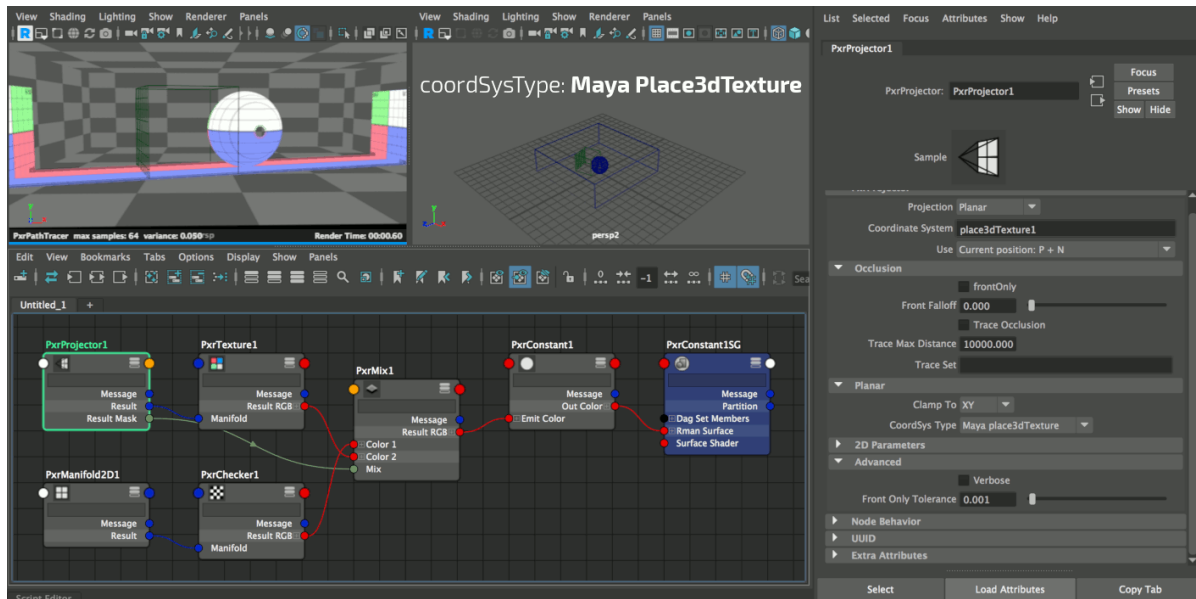 View Shading Lighting Show Renderer Panels
PxrPathTracer max samples: 64 variance: 0.050
Render Time: 00:00.60
View Shading Lighting Show Renderer Panels
coordSysType: Maya Place3dTexture
persp2
Edit View Bookmarks Tabs Options Display Show Panels
-1
Sea
Untitled_1 +
PxrProjector1
Message
Result
Result Mask
PxrTexture1
Message
Result RGB
Manifold
PxrMix1
Message
Result RGB
Color 1
Color 2
Mix
PxrConstant1
Message
Out Color
Emit Color
PxrConstant1SG
Message
Partition
Dag Set Members
Rman Surface
Surface Shader
PxrManifold2D1
Message
Result
PxrChecker1
Message
Result RGB
Manifold
Script Editor
List Selected Focus Attributes Show Help
PxrProjector1
PxrProjector: PxrProjector1
Focus
Presets
Show Hide
Sample
Projection Planar
Coordinate System place3dTexture1
Use Current position: P + N
Occlusion
frontOnly
Front Falloff 0.000
Trace Occlusion
Trace Max Distance 10000.000
Trace Set
Planar
Clamp To XY
CoordSys Type Maya place3dTexture
2D Parameters
Advanced
Verbose
Front Only Tolerance 0.001
Node Behavior
UUID
Extra Attributes
Select Load Attributes Copy Tab